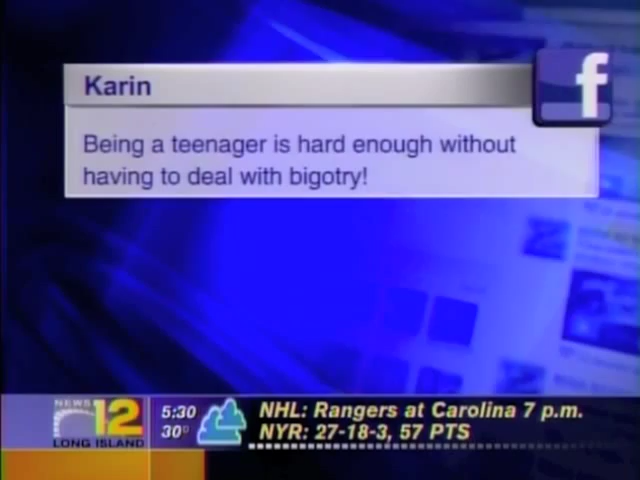 Karin
f
Being a teenager is hard enough without
having to deal with bigotry!
NEWS 12
LONG ISLAND
5:30
30°
NHL: Rangers at Carolina 7 p.m.
NYR: 27-18-3, 57 PTS